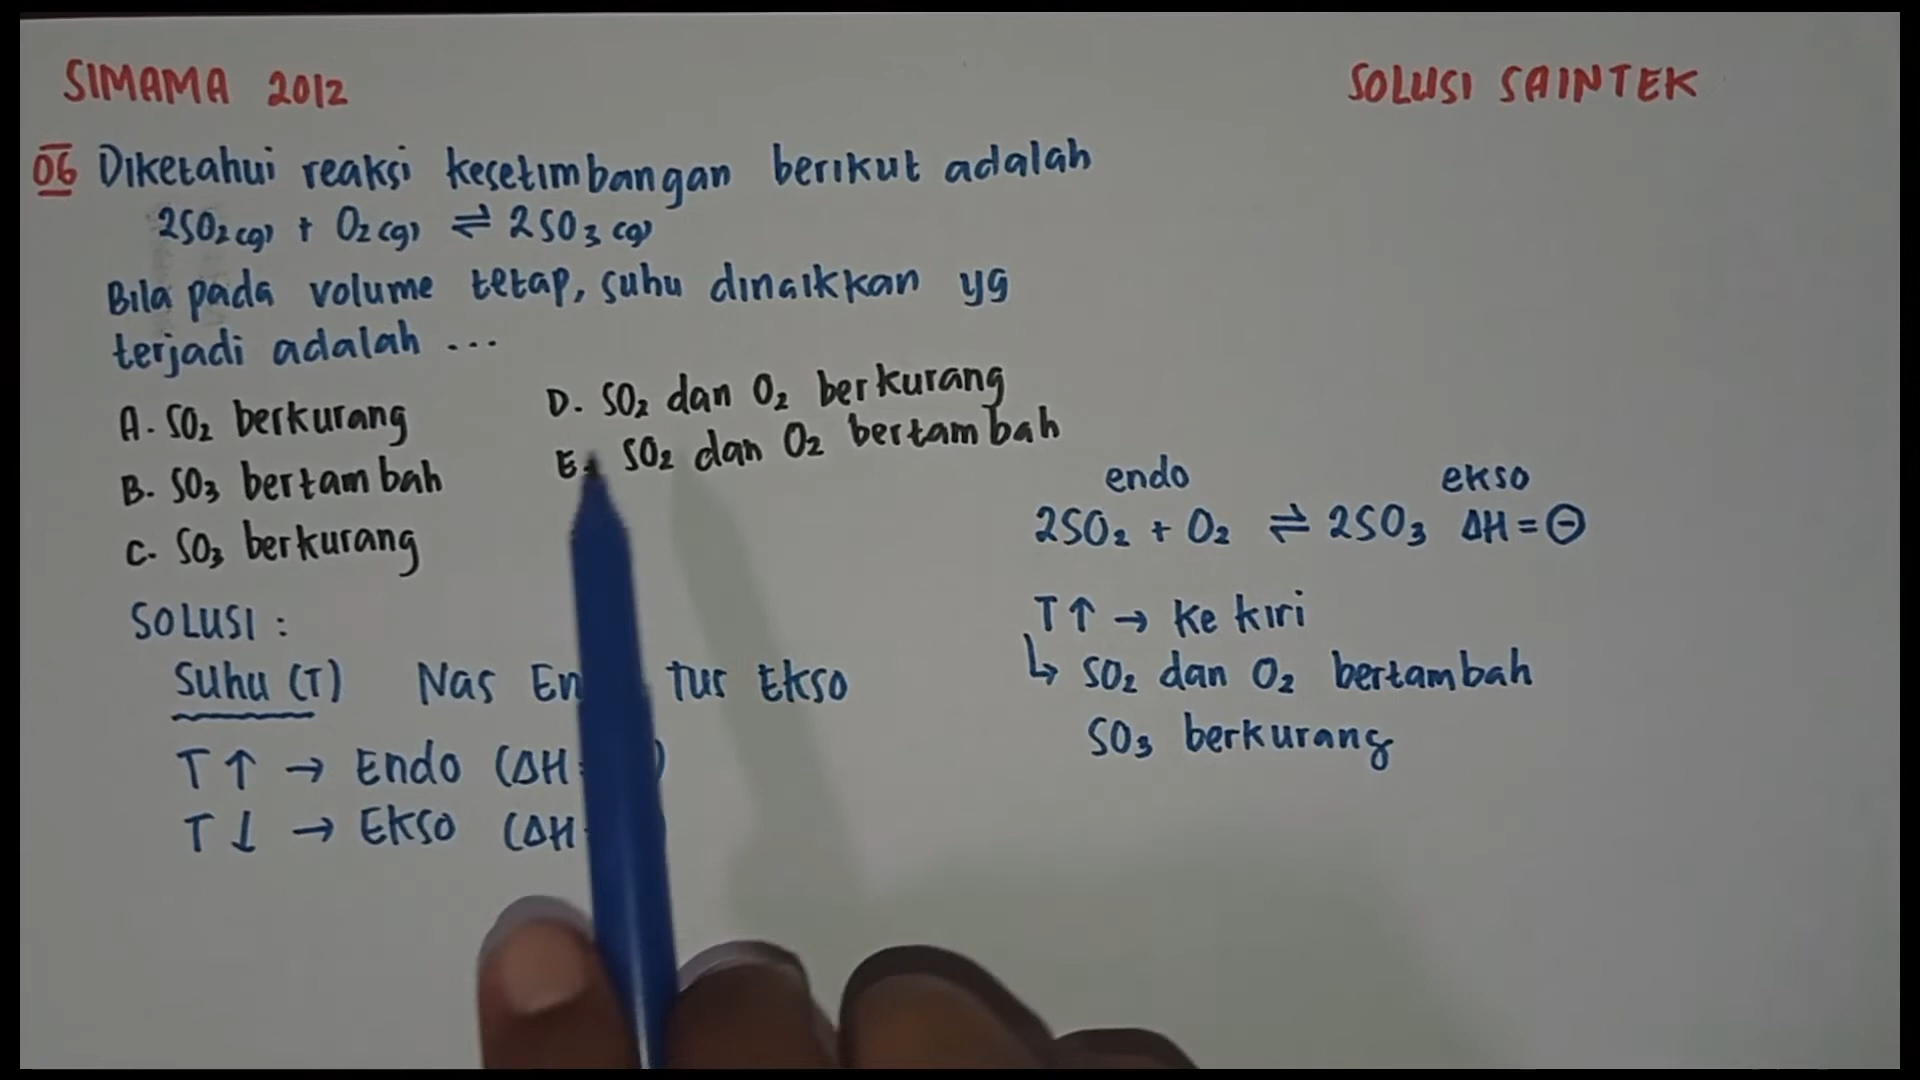 SIMAMA 2012
SOLUSI SAINTEK
06 Diketahui reaksi kesetimbangan berikut adalah
2SO₂(g) + O₂(g) ⇌ 2SO₃(g)
Bila pada volume tetap, suhu dinaikkan yg
terjadi adalah ...
A. SO₂ berkurang
B. SO₃ bertambah
C. SO₃ berkurang
D. SO₂ dan O₂ berkurang
E. SO₂ dan O₂ bertambah
SOLUSI :
Suhu (T) Nas En tur Ekso
T ↑ → Endo (ΔH )
T ↓ → Ekso (ΔH
endo ekso
2SO₂ + O₂ ⇌ 2SO₃ ΔH = ⊖
T ↑ → ke kiri
↳ SO₂ dan O₂ bertambah
SO₃ berkurang